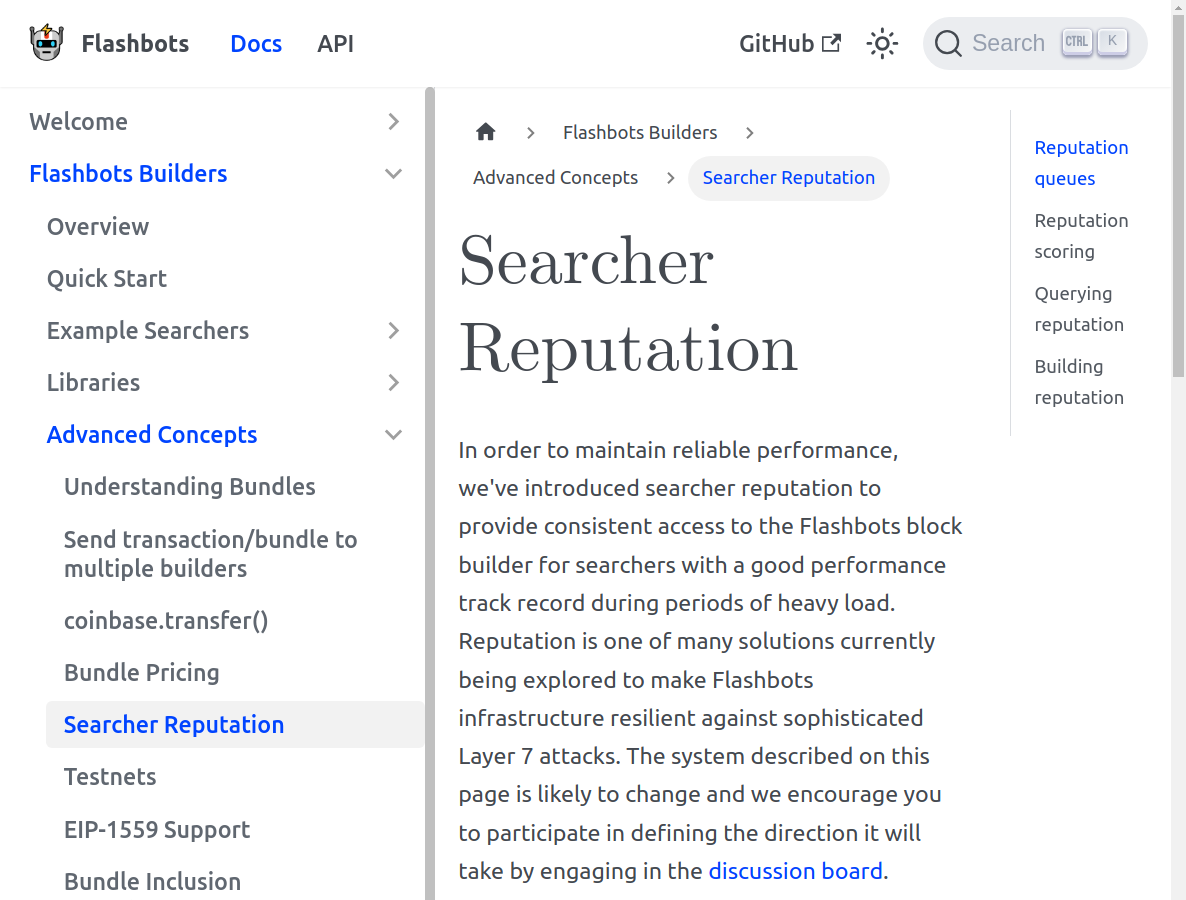 Flashbots
Docs
API
GitHub
Search
CTRL
K
Welcome
Flashbots Builders
Overview
Quick Start
Example Searchers
Libraries
Advanced Concepts
Understanding Bundles
Send transaction/bundle to
multiple builders
coinbase.transfer()
Bundle Pricing
Searcher Reputation
Testnets
EIP-1559 Support
Bundle Inclusion
Flashbots Builders
Advanced Concepts
Searcher Reputation
Searcher
Reputation
In order to maintain reliable performance,
we've introduced searcher reputation to
provide consistent access to the Flashbots block
builder for searchers with a good performance
track record during periods of heavy load.
Reputation is one of many solutions currently
being explored to make Flashbots
infrastructure resilient against sophisticated
Layer 7 attacks. The system described on this
page is likely to change and we encourage you
to participate in defining the direction it will
take by engaging in the discussion board.
Reputation
queues
Reputation
scoring
Querying
reputation
Building
reputation